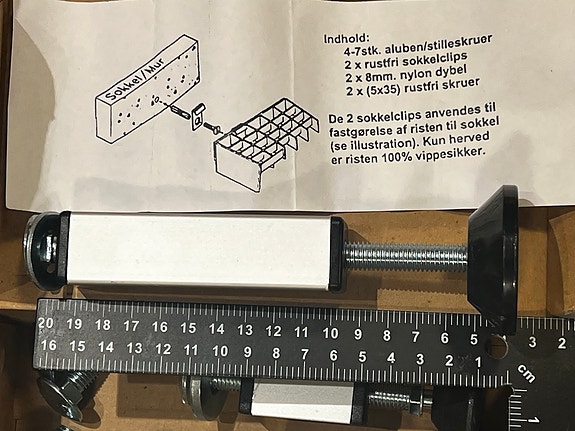 Sokkel/Mur
Indhold:
4-7stk. aluben/stilleskruer
2 x rustfri sokkelclips
2 x 8mm. nylon dybel
2 x (5x35) rustfri skruer
De 2 sokkelclips anvendes til
fastgørelse af risten til sokkel
(se illustration). Kun herved
er risten 100% vippesikker.
20 19 18 17 16 15 14 13 12 11 10 9 8 7 6 5 3 2
16 15 14 13 12 11 10 9 8 7 6 5 4 3 2 1
cm
1